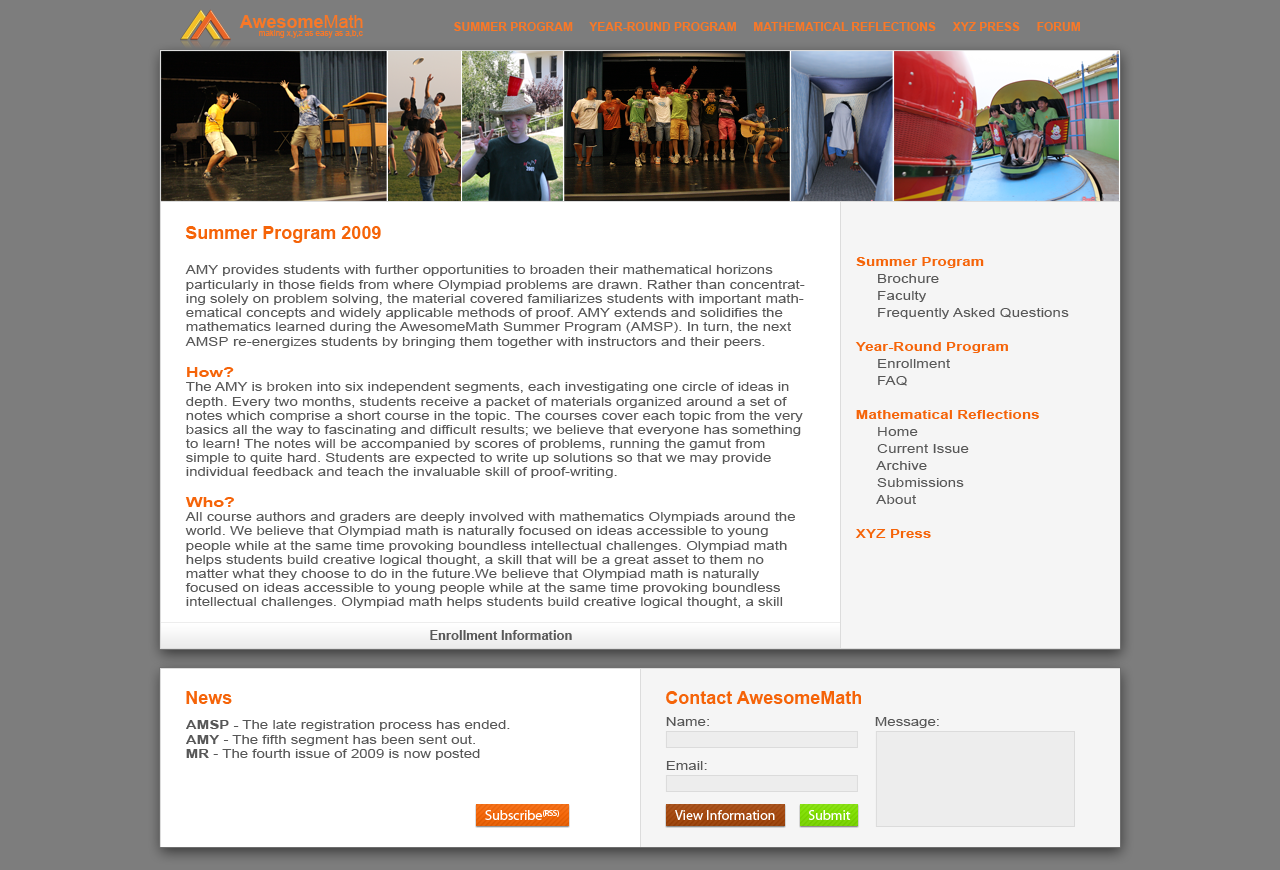 AwesomeMath
making x,y,z as easy as a,b,c
SUMMER PROGRAM YEAR-ROUND PROGRAM MATHEMATICAL REFLECTIONS XYZ PRESS FORUM
Summer Program 2009
AMY provides students with further opportunities to broaden their mathematical horizons
particularly in those fields from where Olympiad problems are drawn. Rather than concentrat-
ing solely on problem solving, the material covered familiarizes students with important math-
ematical concepts and widely applicable methods of proof. AMY extends and solidifies the
mathematics learned during the AwesomeMath Summer Program (AMSP). In turn, the next
AMSP re-energizes students by bringing them together with instructors and their peers.
How?
The AMY is broken into six independent segments, each investigating one circle of ideas in
depth. Every two months, students receive a packet of materials organized around a set of
notes which comprise a short course in the topic. The courses cover each topic from the very
basics all the way to fascinating and difficult results; we believe that everyone has something
to learn! The notes will be accompanied by scores of problems, running the gamut from
simple to quite hard. Students are expected to write up solutions so that we may provide
individual feedback and teach the invaluable skill of proof-writing.
Who?
All course authors and graders are deeply involved with mathematics Olympiads around the
world. We believe that Olympiad math is naturally focused on ideas accessible to young
people while at the same time provoking boundless intellectual challenges. Olympiad math
helps students build creative logical thought, a skill that will be a great asset to them no
matter what they choose to do in the future.We believe that Olympiad math is naturally
focused on ideas accessible to young people while at the same time provoking boundless
intellectual challenges. Olympiad math helps students build creative logical thought, a skill
Enrollment Information
Summer Program
Brochure
Faculty
Frequently Asked Questions
Year-Round Program
Enrollment
FAQ
Mathematical Reflections
Home
Current Issue
Archive
Submissions
About
XYZ Press
News
AMSP - The late registration process has ended.
AMY - The fifth segment has been sent out.
MR - The fourth issue of 2009 is now posted
Subscribe(RSS)
Contact AwesomeMath
Name:
Message:
Email:
View Information
Submit